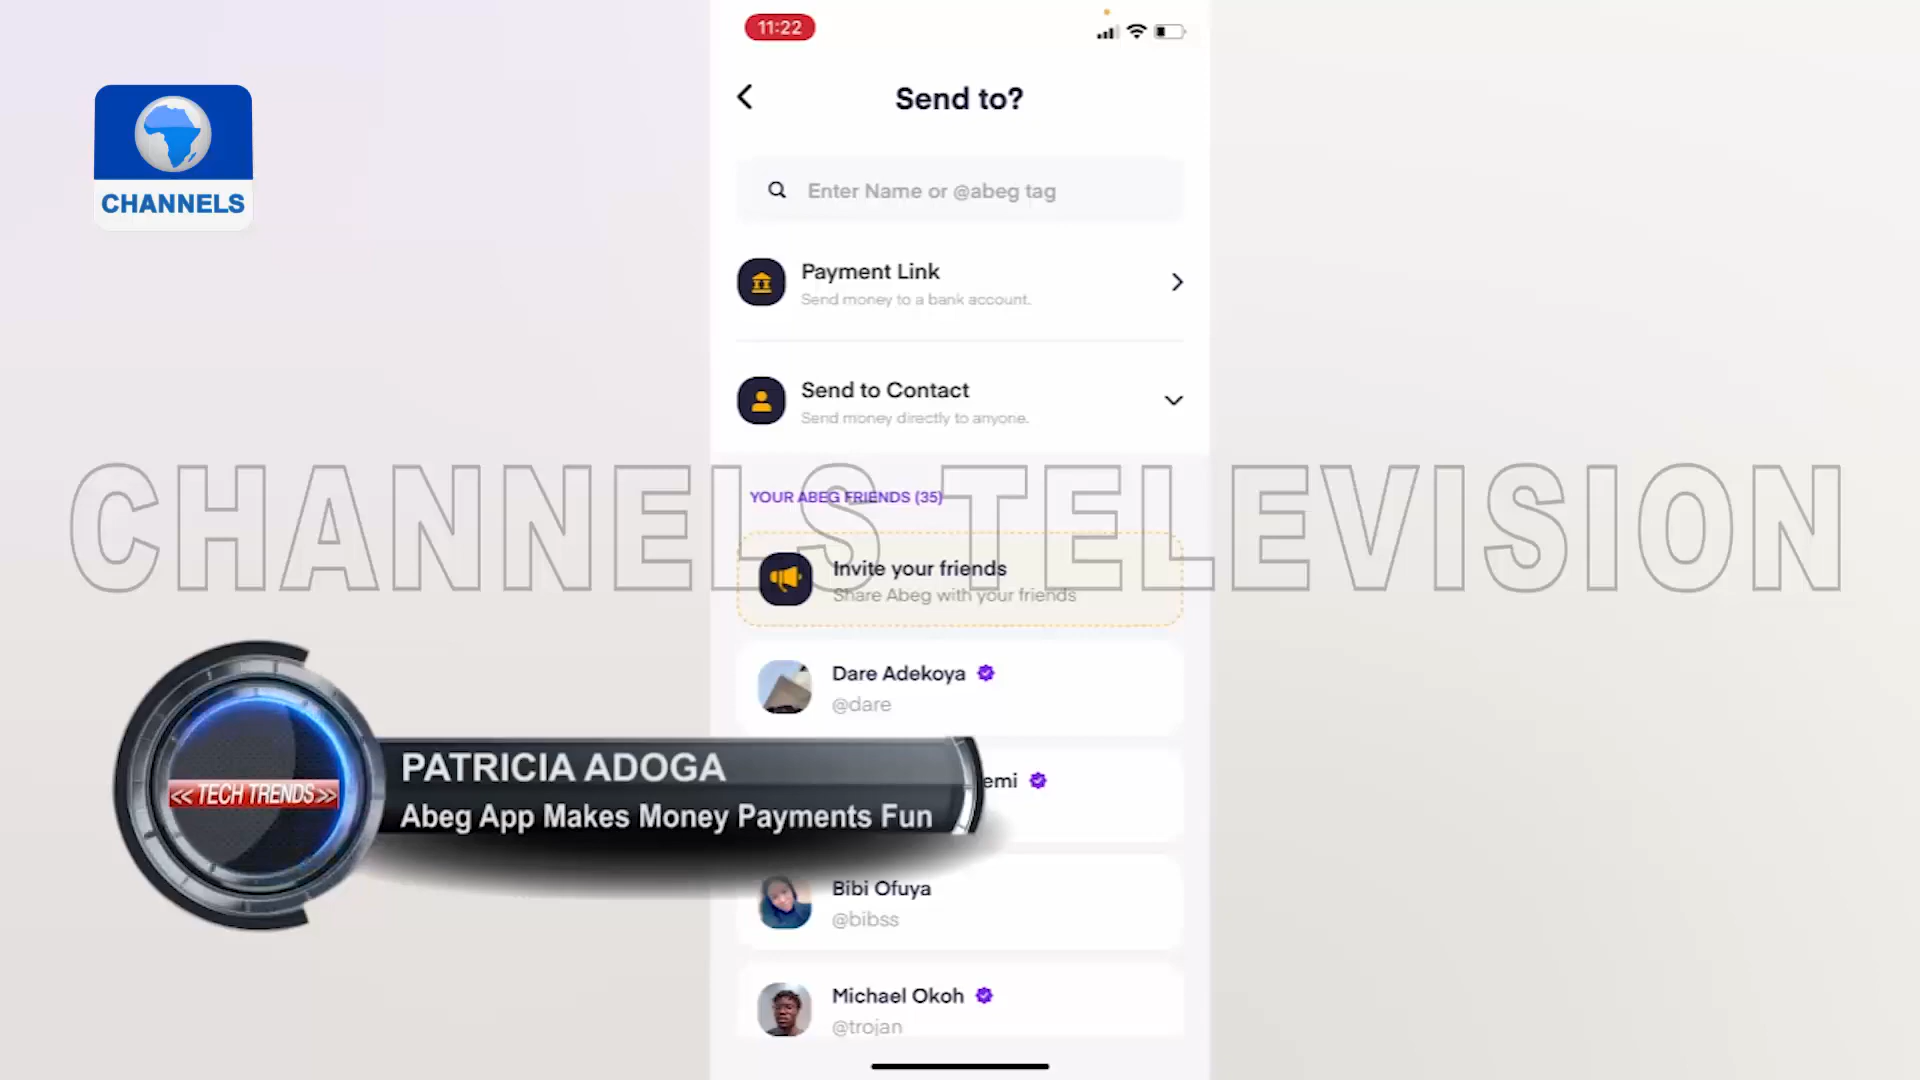 11:22
Send to?
CHANNELS
Enter Name or @abeg tag
Payment Link
Send money to a bank account.
Send to Contact
Send money directly to anyone.
CHANNELS TELEVISION
YOUR ABEG FRIENDS (35)
Invite your friends
Share Abeg with your friends
Dare Adekoya
@dare
<< TECH TRENDS >>
PATRICIA ADOGA
Abeg App Makes Money Payments Fun
emi
Bibi Ofuya
@bibss
Michael Okoh
@trojan